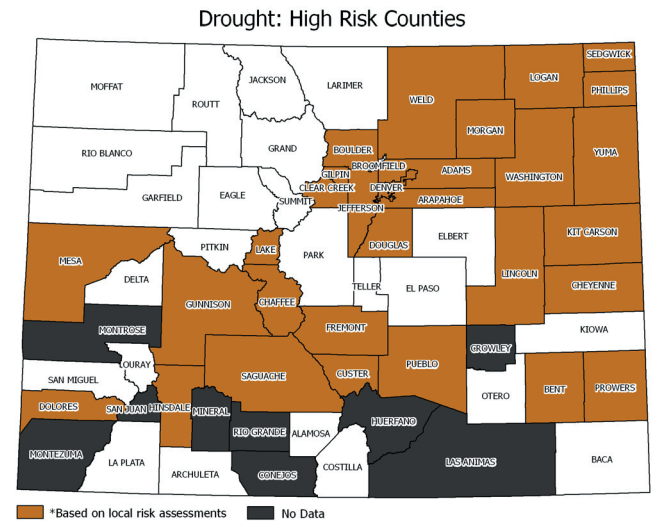 Drought: High Risk Counties
SEDGWICK
LOGAN
JACKSON
LARIMER
MOFFAT
PHILLIPS
WELD
ROUTT
MORGAN
GRAND
BOULDER
RIO BLANCO
YUMA
BROOMFIELD
ADAMS
GILPIN
WASHINGTON
CLEAR CREEK
DENVER
EAGLE
GARFIELD
SUMMIT
ARAPAHOE
JEFFERSON
KIT CARSON
ELBERT
DOUGLAS
PITKIN
LAKE
PARK
MESA
LINCOLN
DELTA
CHEYENNE
TELLER
EL PASO
CHAFFEE
GUNNISON
FREMONT
MONTROSE
KIOWA
CROWLEY
OURAY
PUEBLO
SAGUACHE
CUSTER
SAN MIGUEL
BENT
PROWERS
OTERO
DOLORES
SAN JUAN
HINSDALE
MINERAL
HUERFANO
RIO GRANDE
ALAMOSA
MONTEZUMA
BACA
LAS ANIMAS
LA PLATA
COSTILLA
ARCHULETA
CONEJOS
*Based on local risk assessments
No Data